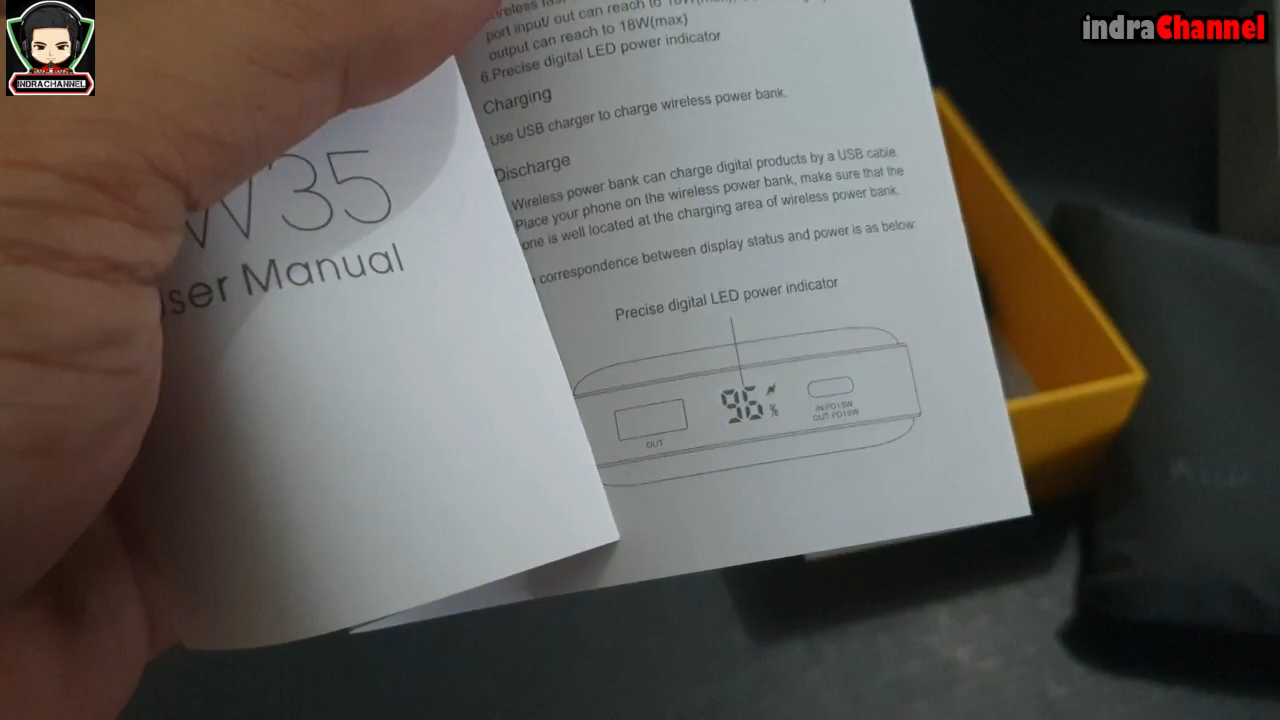 INDRACHANNEL
indraChannel
W35
ser Manual
port input/ out can reach to
output can reach to 18W(max)
6.Precise digital LED power indicator
Charging
Use USB charger to charge wireless power bank.
Discharge
Wireless power bank can charge digital products by a USB cable
Place your phone on the wireless power bank, make sure that the
one is well located at the charging area of wireless power bank.
correspondence between display status and power is as below:
Precise digital LED power indicator
96%
OUT
IN:PD18W
OUT:PD18W